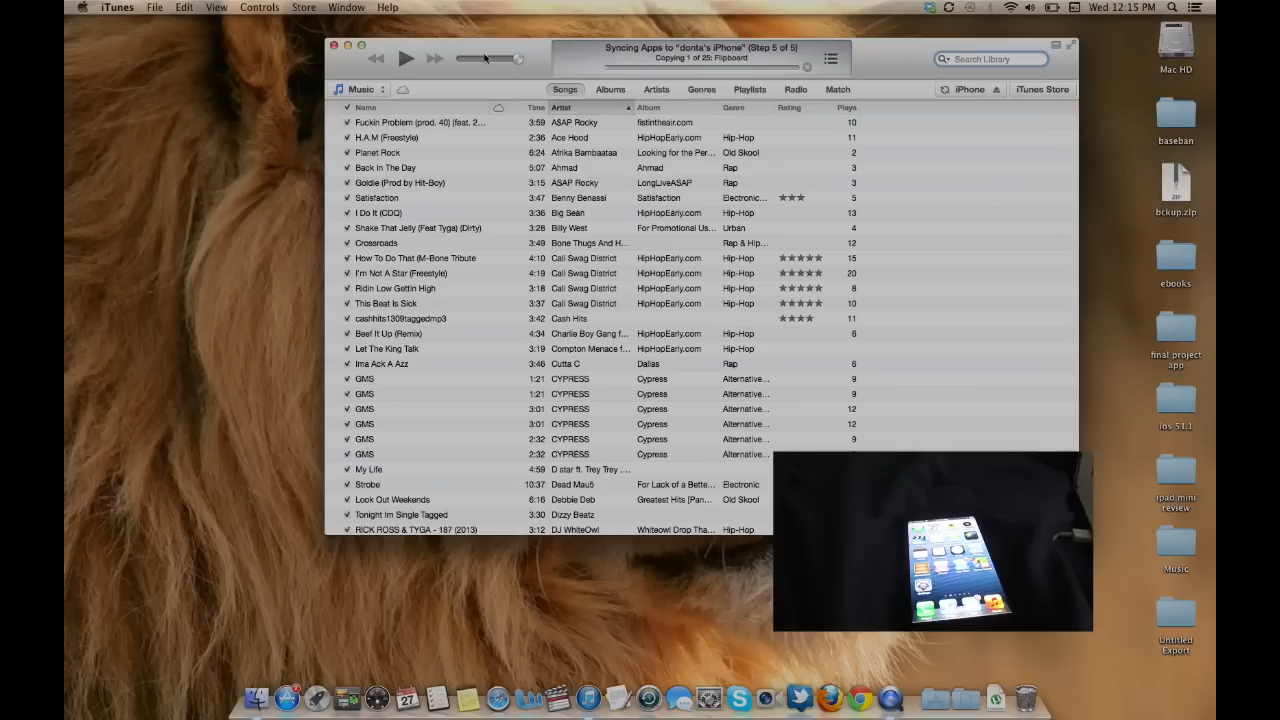 iTunes File Edit View Controls Store Window Help Wed 12:15 PM
Syncing Apps to “donta's iPhone” (Step 5 of 5)
Copying 1 of 25: Flipboard
Search Library
Music Songs Albums Artists Genres Playlists Radio Match iPhone iTunes Store
Name Time Artist Album Genre Rating Plays
Fuckin Problem (prod. 40) (feat. 2... 3:59 A$AP Rocky fistintheair.com 10
H.A.M (Freestyle) 2:36 Ace Hood HipHopEarly.com Hip-Hop 11
Planet Rock 6:24 Afrika Bambaataa Looking for the Per... Old Skool 2
Back In The Day 5:07 Ahmad Ahmad Rap 3
Goldie (Prod by Hit-Boy) 3:15 ASAP Rocky LongLiveASAP Rap 3
Satisfaction 3:47 Benny Benassi Satisfaction Electronic... ★★★ 5
I Do It (CDQ) 3:36 Big Sean HipHopEarly.com Hip-Hop 13
Shake That Jelly (Feat Tyga) (Dirty) 3:28 Billy West For Promotional Us... Urban 4
Crossroads 3:49 Bone Thugs And H... Rap & Hip... 12
How To Do That (M-Bone Tribute 4:10 Cali Swag District HipHopEarly.com Hip-Hop ★★★★★ 15
I'm Not A Star (Freestyle) 4:19 Cali Swag District HipHopEarly.com Hip-Hop ★★★★★ 20
Ridin Low Gettin High 3:18 Cali Swag District HipHopEarly.com Hip-Hop ★★★★★ 8
This Beat Is Sick 3:37 Cali Swag District HipHopEarly.com Hip-Hop ★★★★★ 10
cashhits1309taggedmp3 3:42 Cash Hits ★★★★ 11
Beef It Up (Remix) 4:34 Charlie Boy Gang f... HipHopEarly.com Hip-Hop 6
Let The King Talk 3:19 Compton Menace f... HipHopEarly.com Hip-Hop
Ima Ack A Azz 3:46 Cutta C Dallas Rap 6
GMS 1:21 CYPRESS Cypress Alternative... 9
GMS 1:21 CYPRESS Cypress Alternative... 9
GMS 3:01 CYPRESS Cypress Alternative... 12
GMS 3:01 CYPRESS Cypress Alternative... 12
GMS 2:32 CYPRESS Cypress Alternative... 9
GMS 2:32 CYPRESS Cypress Alternative...
My Life 4:59 D star ft. Trey Trey ,...
Strobe 10:37 Dead Mau5 For Lack of a Bette... Electronic
Look Out Weekends 6:16 Debbie Deb Greatest Hits [Pan... Old Skool
Tonight Im Single Tagged 3:30 Dizzy Beatz
RICK ROSS & TYGA - 187 (2013) 3:12 DJ WhiteOwl Whiteowl Drop Tha... Hip-Hop
Mac HD
baseban
ZIP
bckup.zip
ebooks
final project
app
ios 51.1
ipad mini
review
Music
Untitled
Export
27